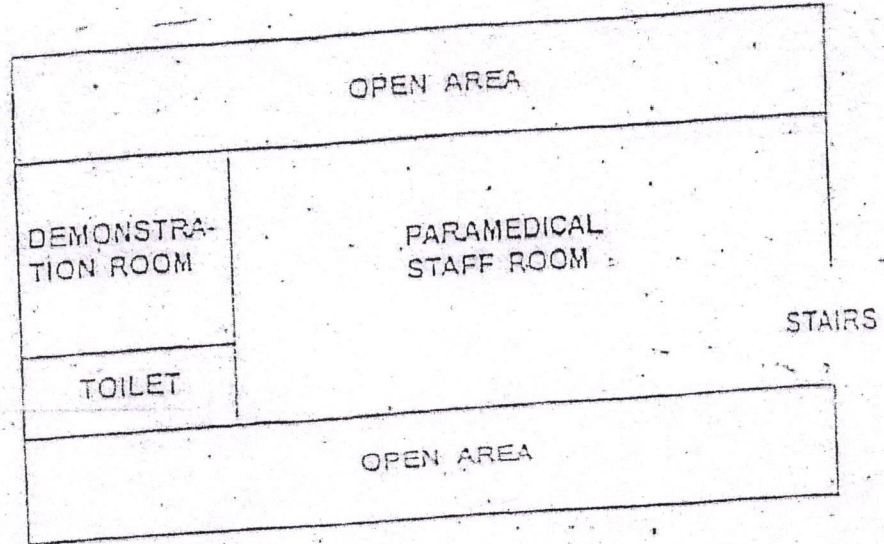 OPEN AREA
DEMONSTRA-
TION ROOM
PARAMEDICAL
STAFF ROOM
STAIRS
TOILET
OPEN AREA